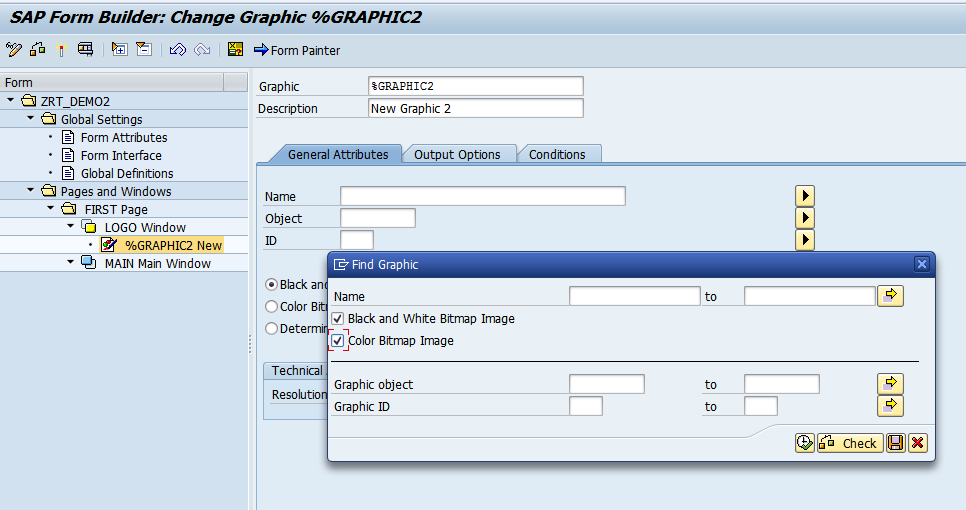 SAP Form Builder: Change Graphic %GRAPHIC2
Form Painter
Form
ZRT_DEMO2
Global Settings
Form Attributes
Form Interface
Global Definitions
Pages and Windows
FIRST Page
LOGO Window
%GRAPHIC2 New
MAIN Main Window
Graphic %GRAPHIC2
Description New Graphic 2
General Attributes Output Options Conditions
Name
Object
ID
Black and
Color Bit
Determin
Technical
Resolution
Find Graphic
Name to
Black and White Bitmap Image
Color Bitmap Image
Graphic object to
Graphic ID to
Check